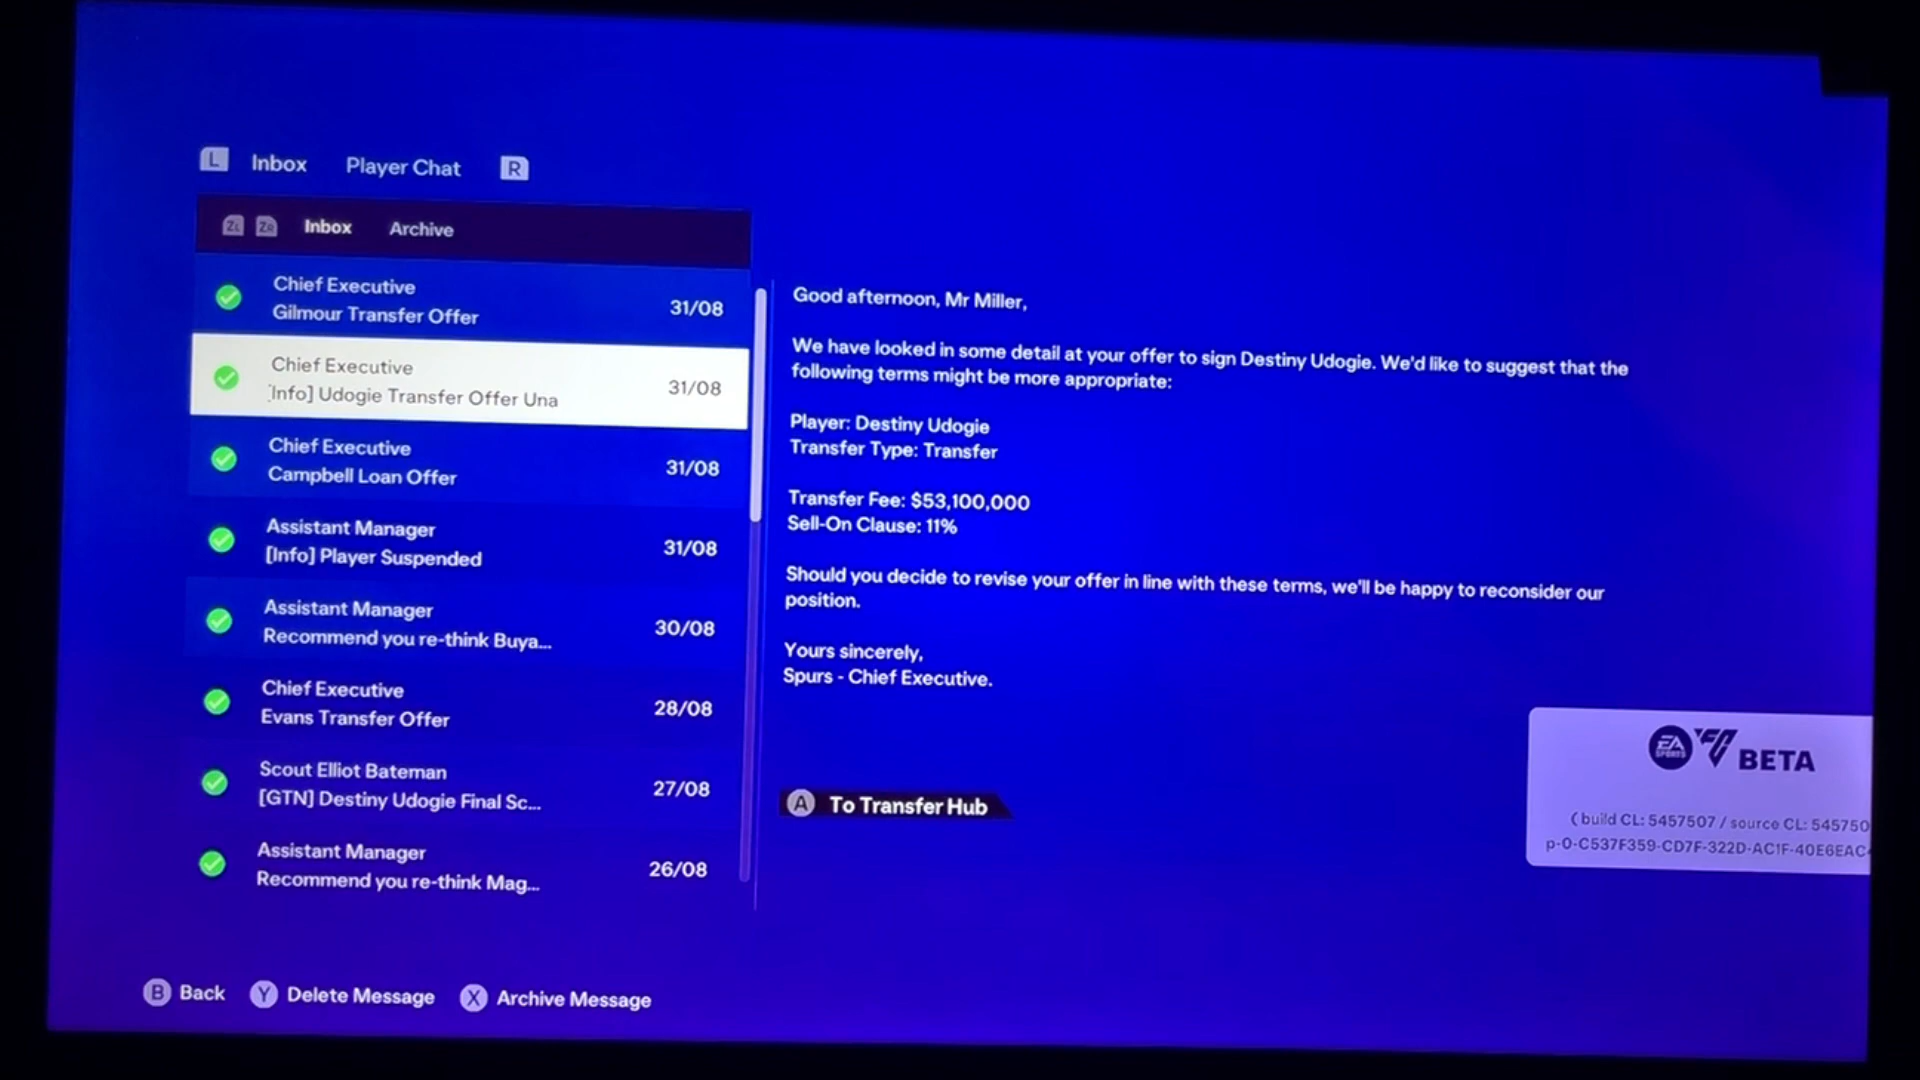 L Inbox Player Chat R
ZL ZR Inbox Archive
Chief Executive
Gilmour Transfer Offer
31/08
Chief Executive
[Info] Udogie Transfer Offer Una
31/08
Chief Executive
Campbell Loan Offer
31/08
Assistant Manager
[Info] Player Suspended
31/08
Assistant Manager
Recommend you re-think Buya...
30/08
Chief Executive
Evans Transfer Offer
28/08
Scout Elliot Bateman
[GTN] Destiny Udogie Final Sc...
27/08
Assistant Manager
Recommend you re-think Mag...
26/08
Good afternoon, Mr Miller,
We have looked in some detail at your offer to sign Destiny Udogie. We'd like to suggest that the
following terms might be more appropriate:
Player: Destiny Udogie
Transfer Type: Transfer
Transfer Fee: $53,100,000
Sell-On Clause: 11%
Should you decide to revise your offer in line with these terms, we'll be happy to reconsider our
position.
Yours sincerely,
Spurs - Chief Executive.
A To Transfer Hub
EA SPORTS FC BETA
( build CL: 5457507 / source CL: 545750
p-0-C537F359-CD7F-322D-AC1F-40E6EAC
B Back Y Delete Message X Archive Message